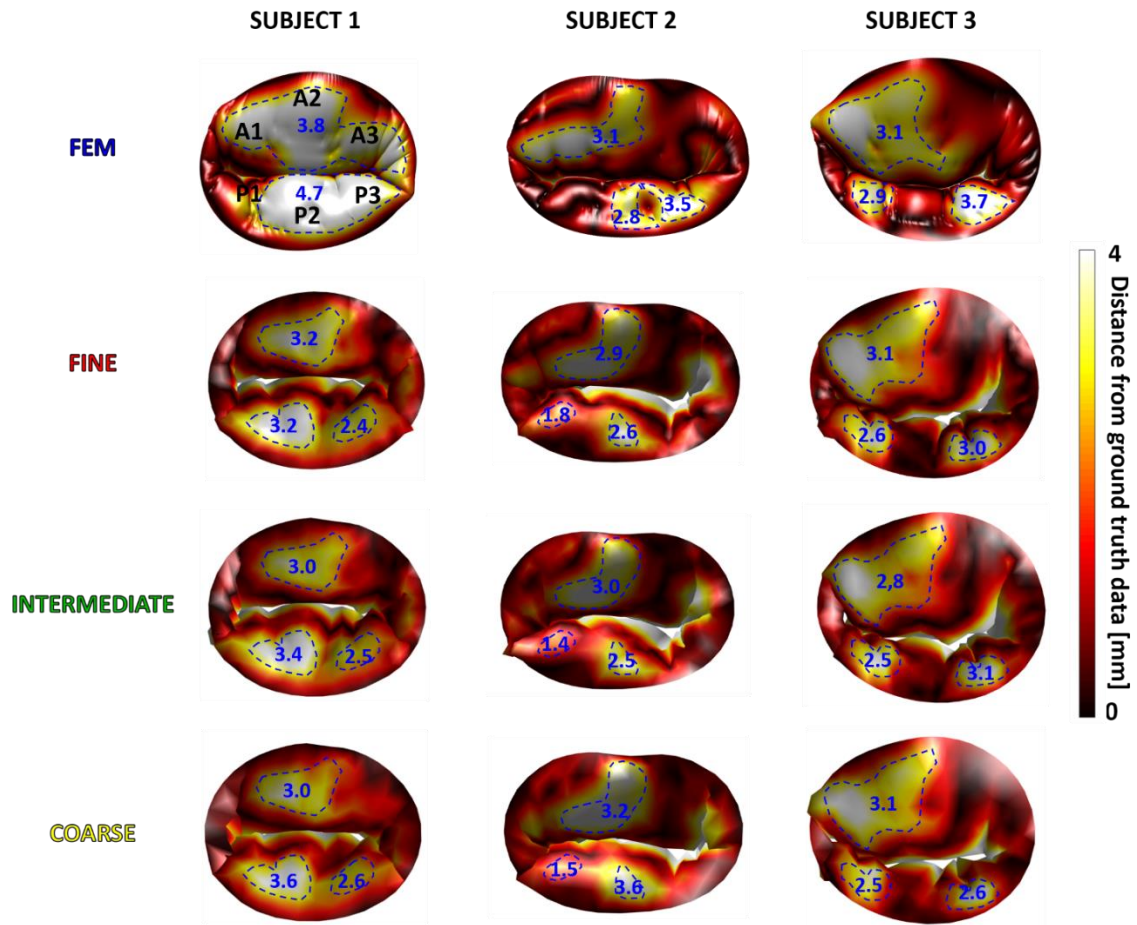 SUBJECT 1 SUBJECT 2 SUBJECT 3
FEM
A2
A1 3.8 A3
P1 4.7 P3
P2
3.1
2.8 3.5
3.1
2.9 3.7
FINE
3.2
3.2 2.4
2.9
1.8 2.6
3.1
2.6 3.0
INTERMEDIATE
3.0
3.4 2.5
3.0
1.4 2.5
2,8
2.5 3.1
COARSE
3.0
3.6 2.6
3.2
1,5 3.6
3.1
2.5 2.6
4
Distance from ground truth data [mm]
0